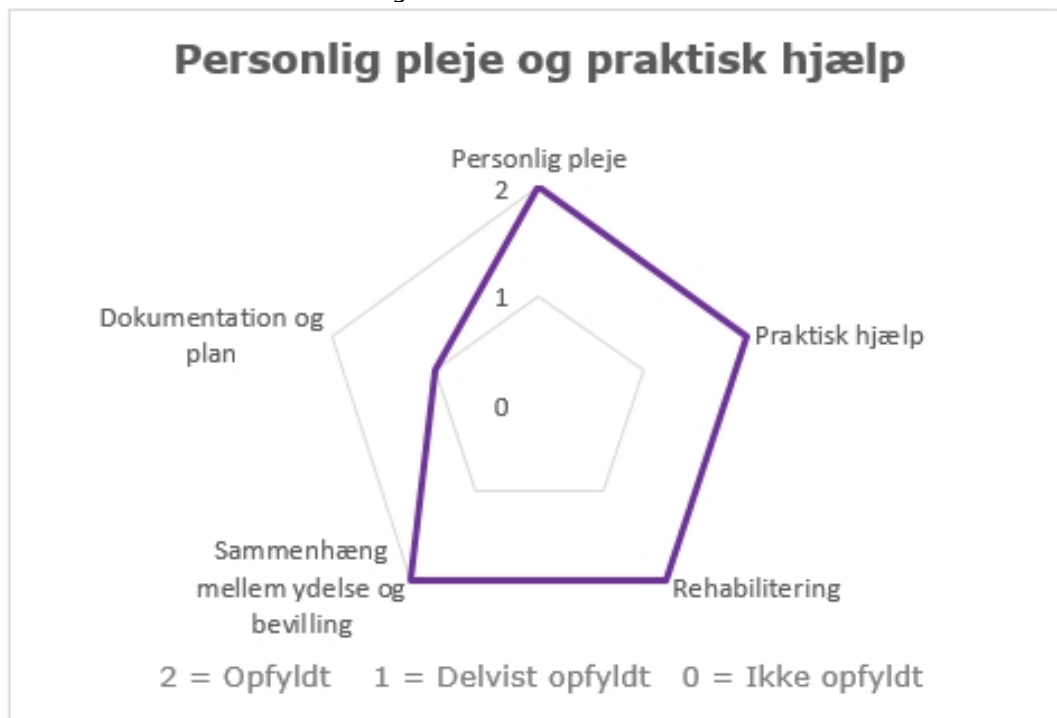 Personlig pleje og praktisk hjælp
Personlig pleje
2
1
0
Praktisk hjælp
Dokumentation og
plan
Sammenhæng
mellem ydelse og
bevilling
Rehabilitering
2 = Opfyldt 1 = Delvist opfyldt 0 = Ikke opfyldt